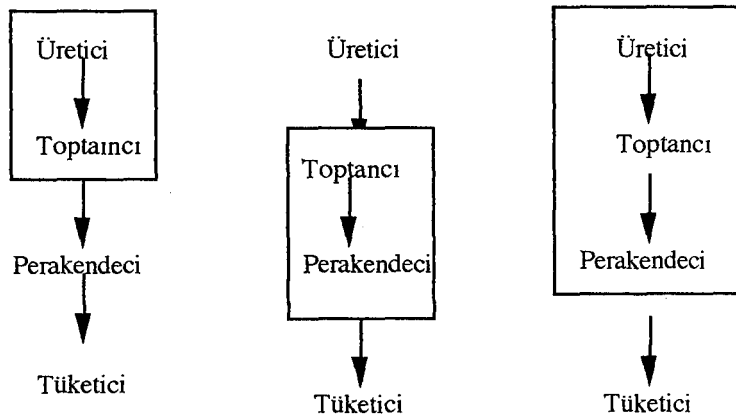 Üretici
Toptaıncı
Perakendeci
Tüketici
Üretici
Toptancı
Perakendeci
Tüketici
Üretici
Toptancı
Perakendeci
Tüketici